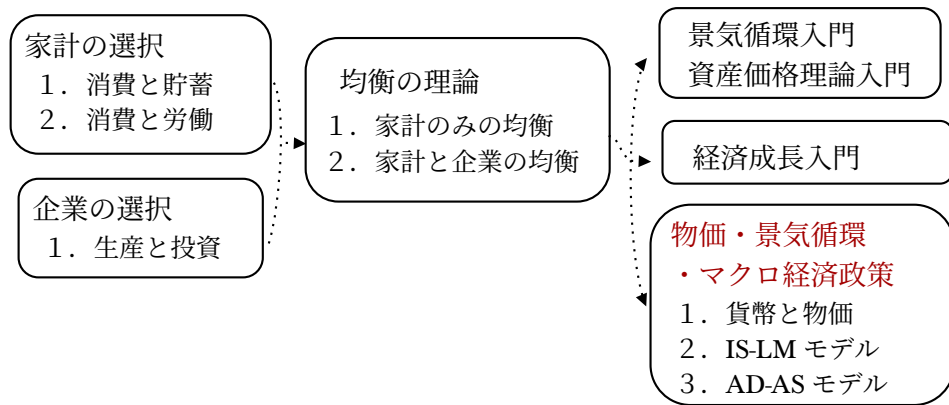 家計の選択
１．消費と貯蓄
２．消費と労働
企業の選択
１．生産と投資
均衡の理論
１．家計のみの均衡
２．家計と企業の均衡
景気循環入門
資産価格理論入門
経済成長入門
物価・景気循環
・マクロ経済政策
１．貨幣と物価
２．IS-LM モデル
３．AD-AS モデル